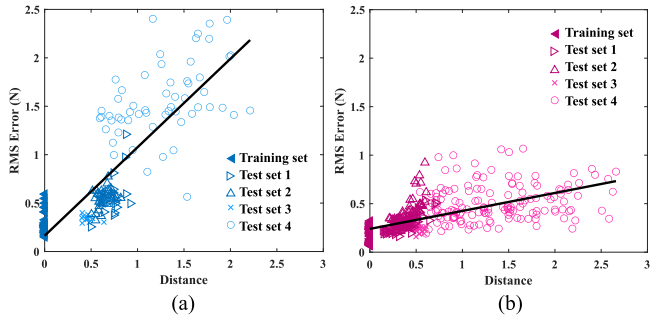 (a)
2.5
2
1.5
1
0.5
0
RMS Error (N)
0
0.5
1
1.5
2
2.5
3
Distance
Training set
Test set 1
Test set 2
Test set 3
Test set 4
(a)
(b)
2.5
2
1.5
1
0.5
0
RMS Error (N)
0
0.5
1
1.5
2
2.5
3
Distance
Training set
Test set 1
Test set 2
Test set 3
Test set 4
(b)